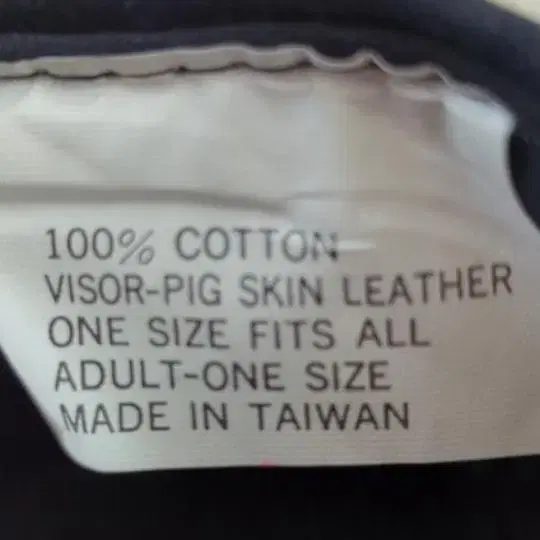 100% COTTON
VISOR-PIG SKIN LEATHER
ONE SIZE FITS ALL
ADULT-ONE SIZE
MADE IN TAIWAN